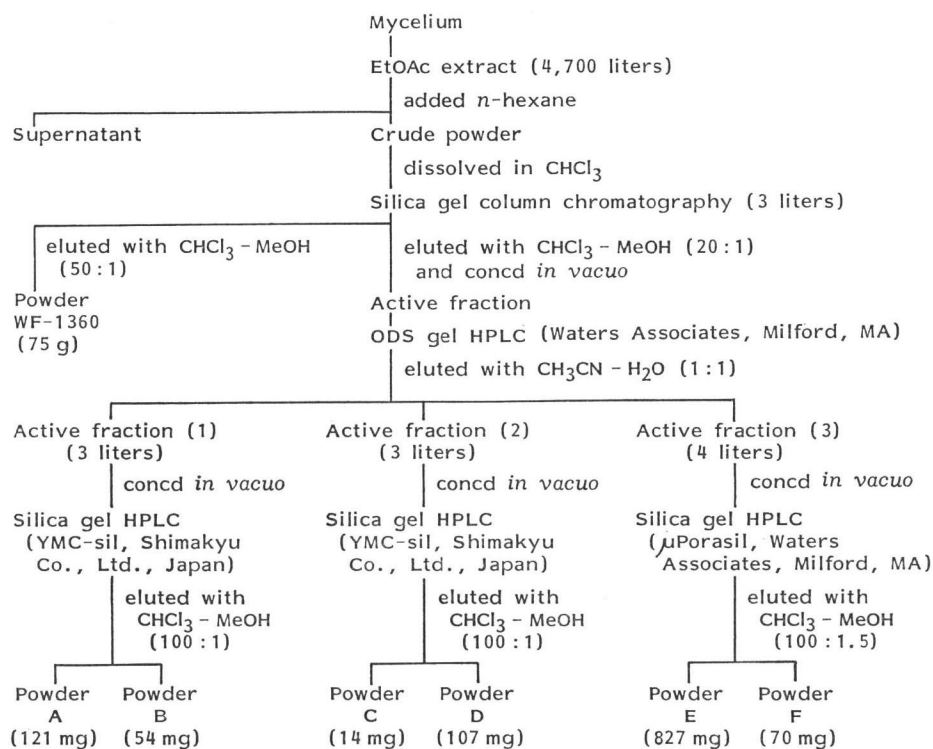 Mycelium
EtOAc extract (4,700 liters)
added n-hexane
Supernatant
Crude powder
dissolved in CHCl3
Silica gel column chromatography (3 liters)
eluted with CHCl3 – MeOH
(50 : 1)
eluted with CHCl3 – MeOH (20 : 1)
and concd in vacuo
Powder
WF-1360
(75 g)
Active fraction
ODS gel HPLC (Waters Associates, Milford, MA)
eluted with CH3CN – H2O (1 : 1)
Active fraction (1)
(3 liters)
concd in vacuo
Silica gel HPLC
(YMC-sil, Shimakyu
Co., Ltd., Japan)
eluted with
CHCl3 – MeOH
(100 : 1)
Powder
A
(121 mg)
Powder
B
(54 mg)
Active fraction (2)
(3 liters)
concd in vacuo
Silica gel HPLC
(YMC-sil, Shimakyu
Co., Ltd., Japan)
eluted with
CHCl3 – MeOH
(100 : 1)
Powder
C
(14 mg)
Powder
D
(107 mg)
Active fraction (3)
(4 liters)
concd in vacuo
Silica gel HPLC
(μPorasil, Waters
Associates, Milford, MA)
eluted with
CHCl3 – MeOH
(100 : 1.5)
Powder
E
(827 mg)
Powder
F
(70 mg)